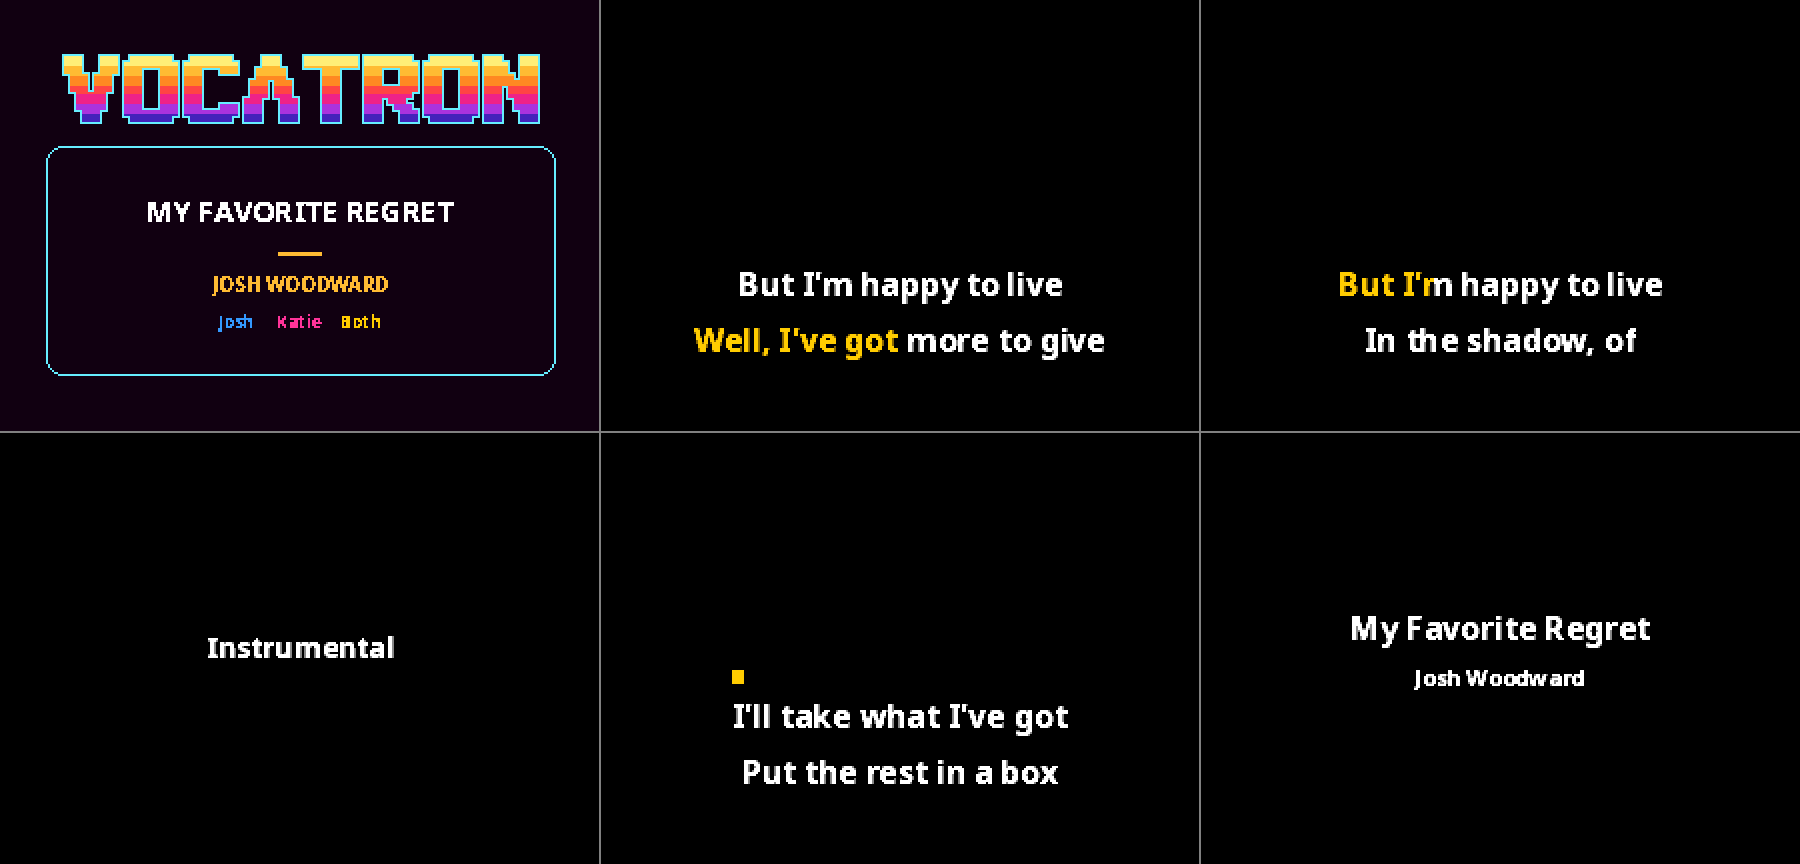 VOCATRON
MY FAVORITE REGRET
JOSH WOODWARD
Josh Katie Both
But I'm happy to live
Well, I've got more to give
But I'm happy to live
In the shadow, of
Instrumental
I'll take what I've got
Put the rest in a box
My Favorite Regret
Josh Woodward